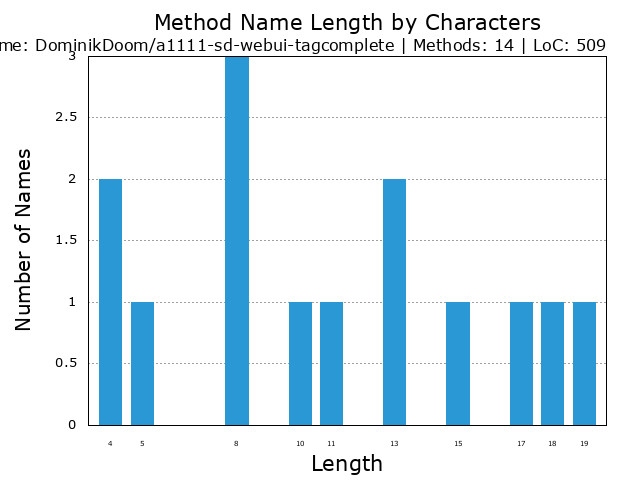 Method Name Length by Characters
me: DominikDoom/a1111-sd-webui-tagcomplete | Methods: 14 | LoC: 509
3
2.5
2
1.5
1
0.5
0
Number of Names
4 5 8 10 11 13 15 17 18 19
Length